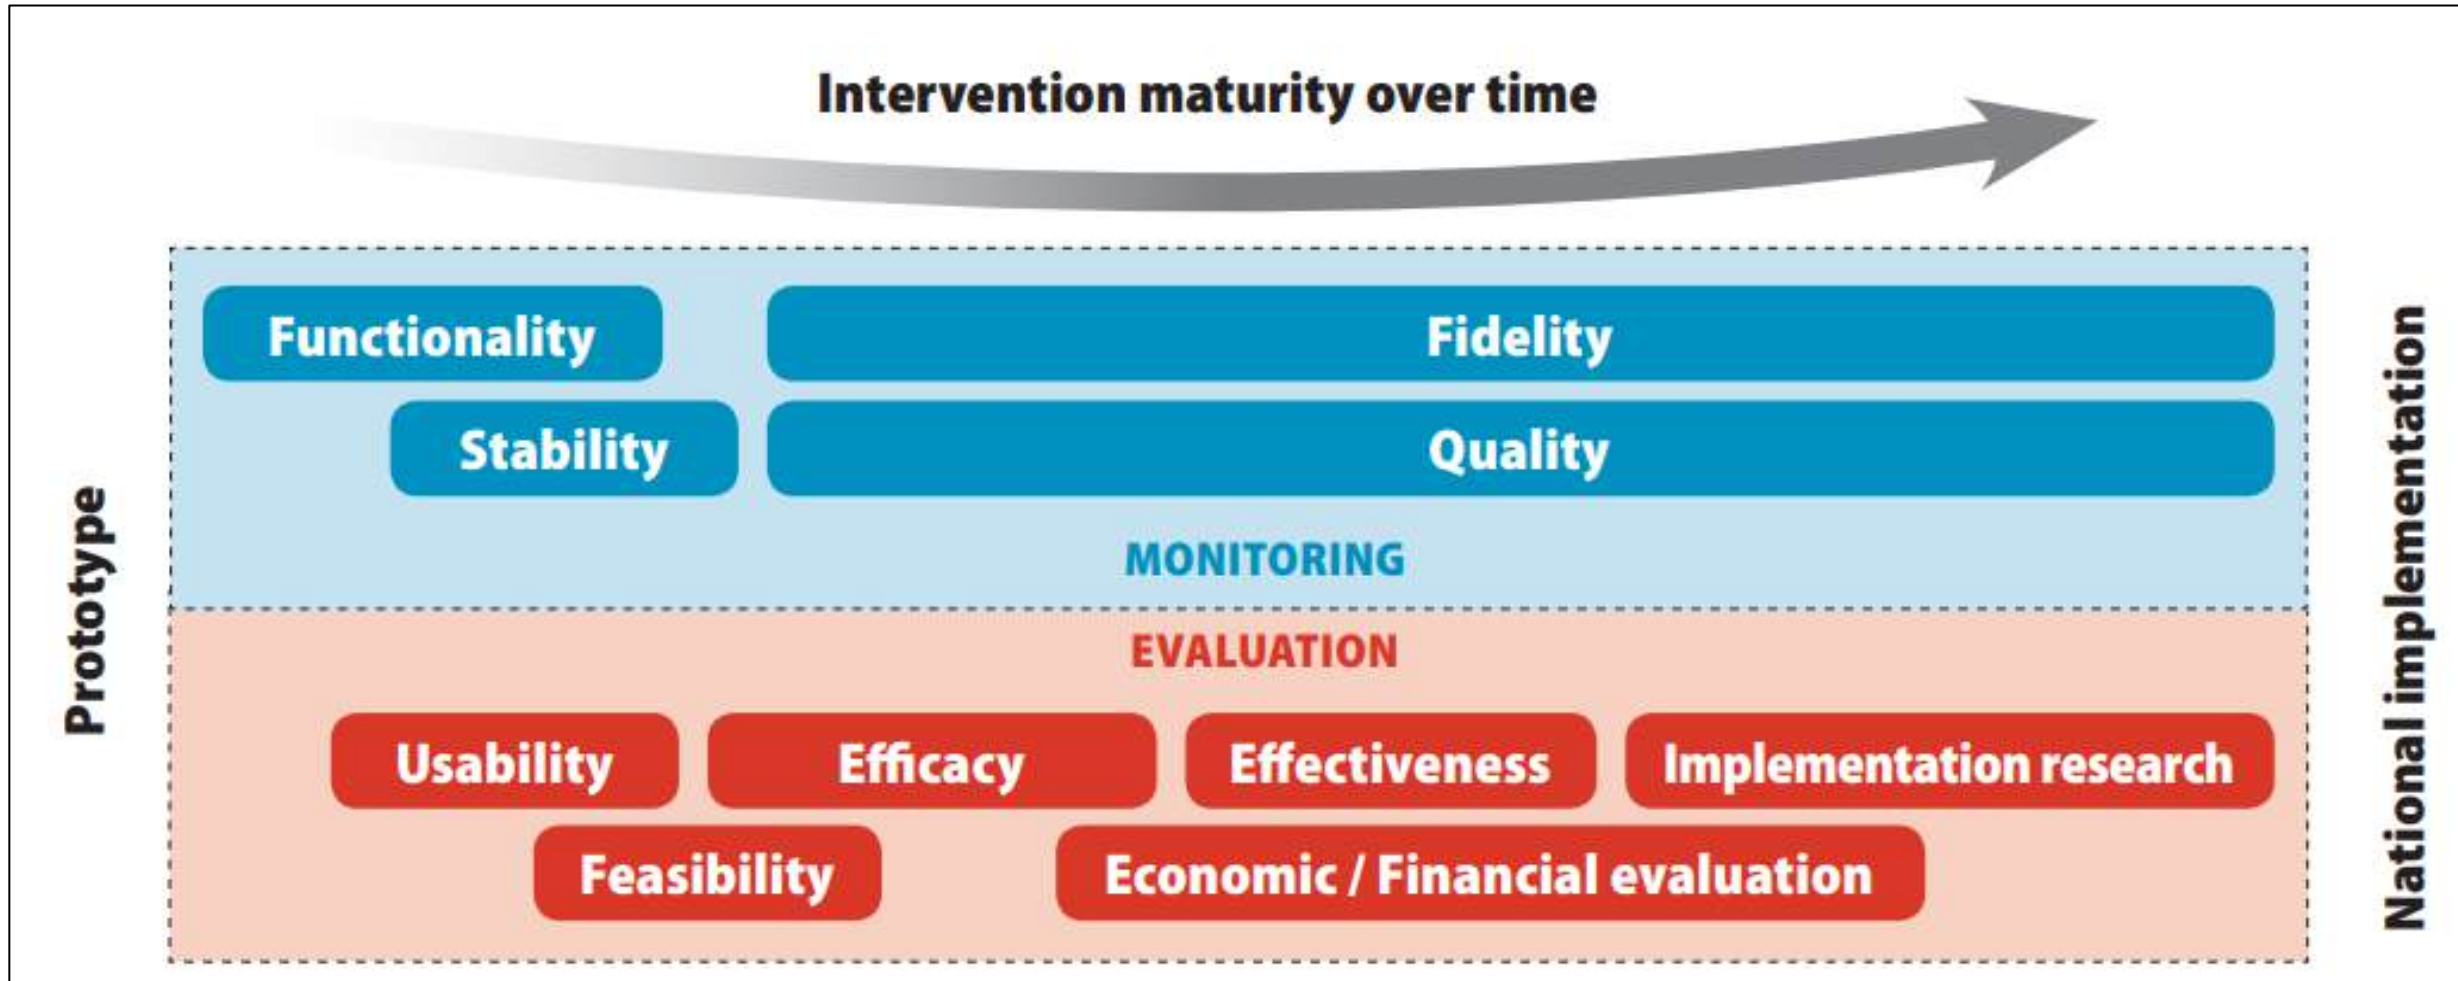 Intervention maturity over time
Prototype
Functionality
Fidelity
Stability
Quality
MONITORING
EVALUATION
Usability
Efficacy
Effectiveness
Implementation research
Feasibility
Economic / Financial evaluation
National implementation